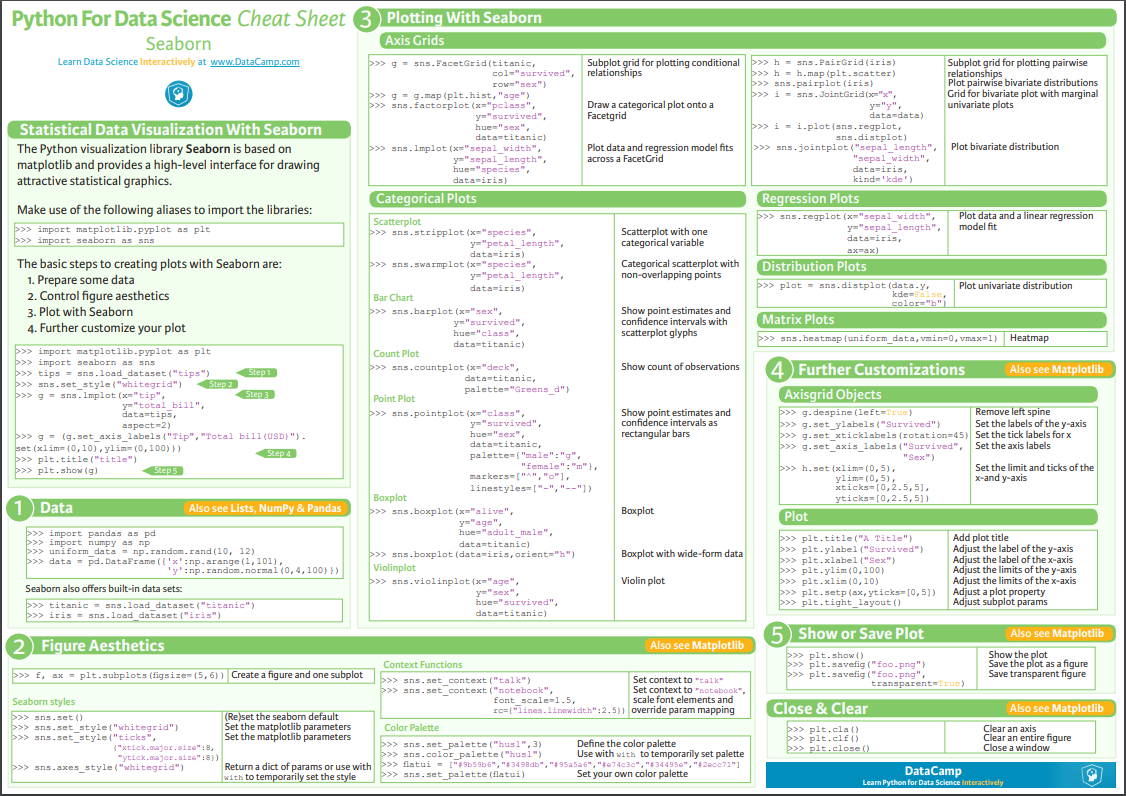 Python For Data Science Cheat Sheet
Seaborn
Learn Data Science Interactively at www.DataCamp.com
Statistical Data Visualization With Seaborn
The Python visualization library Seaborn is based on
matplotlib and provides a high-level interface for drawing
attractive statistical graphics.
Make use of the following aliases to import the libraries:
>>> import matplotlib.pyplot as plt
>>> import seaborn as sns
The basic steps to creating plots with Seaborn are:
1. Prepare some data
2. Control figure aesthetics
3. Plot with Seaborn
4. Further customize your plot
>>> import matplotlib.pyplot as plt
>>> import seaborn as sns
>>> tips = sns.load_dataset("tips") Step 1
>>> sns.set_style("whitegrid") Step 2
>>> g = sns.lmplot(x="tip", Step 3
y="total_bill",
data=tips,
aspect=2)
>>> g = (g.set_axis_labels("Tip","Total bill(USD)").
set(xlim=(0,10),ylim=(0,100)))
Step 4
>>> plt.title("title")
>>> plt.show(g) Step 5
1 Data Also see Lists, NumPy & Pandas
>>> import pandas as pd
>>> import numpy as np
>>> uniform_data = np.random.rand(10, 12)
>>> data = pd.DataFrame({'x':np.arange(1,101),
'y':np.random.normal(0,4,100)})
Seaborn also offers built-in data sets:
>>> titanic = sns.load_dataset("titanic")
>>> iris = sns.load_dataset("iris")
2 Figure Aesthetics Also see Matplotlib
>>> f, ax = plt.subplots(figsize=(5,6)) Create a figure and one subplot
Seaborn styles
>>> sns.set() (Re)set the seaborn default
>>> sns.set_style("whitegrid") Set the matplotlib parameters
>>> sns.set_style("ticks", Set the matplotlib parameters
{"xstick.major.size":8,
"ytick.major.size":8})
>>> sns.axes_style("whitegrid") Return a dict of params or use with
with to temporarily set the style
Context Functions
>>> sns.set_context("talk") Set context to "talk"
>>> sns.set_context("notebook", Set context to "notebook",
font_scale=1.5, scale font elements and
rc={"lines.linewidth":2.5}) override param mapping
Color Palette
>>> sns.set_palette("husl",3) Define the color palette
>>> sns.color_palette("husl") Use with with to temporarily set palette
>>> flatui = ["#9b59b6","#3498db","#95a5a6","#e74c3c","#34495e","#2ecc71"]
>>> sns.set_palette(flatui) Set your own color palette
3 Plotting With Seaborn
Axis Grids
>>> g = sns.FacetGrid(titanic, Subplot grid for plotting conditional
col="survived", relationships
row="sex")
>>> g = g.map(plt.hist,"age")
>>> sns.factorplot(x="pclass", Draw a categorical plot onto a
y="survived", Facetgrid
hue="sex",
data=titanic)
>>> sns.lmplot(x="sepal_width", Plot data and regression model fits
y="sepal_length", across a FacetGrid
hue="species",
data=iris)
>>> h = sns.PairGrid(iris) Subplot grid for plotting pairwise
>>> h = h.map(plt.scatter) relationships
>>> sns.pairplot(iris) Plot pairwise bivariate distributions
>>> i = sns.JointGrid(x="x", Grid for bivariate plot with marginal
y="y", univariate plots
data=data)
>>> i = i.plot(sns.regplot,
sns.distplot)
>>> sns.jointplot("sepal_length", Plot bivariate distribution
"sepal_width",
data=iris,
kind='kde')
Categorical Plots
Scatterplot
>>> sns.stripplot(x="species", Scatterplot with one
y="petal_length", categorical variable
data=iris)
>>> sns.swarmplot(x="species", Categorical scatterplot with
y="petal_length", non-overlapping points
data=iris)
Bar Chart
>>> sns.barplot(x="sex", Show point estimates and
y="survived", confidence intervals with
hue="class", scatterplot glyphs
data=titanic)
Count Plot
>>> sns.countplot(x="deck", Show count of observations
data=titanic,
palette="Greens_d")
Point Plot
>>> sns.pointplot(x="class", Show point estimates and
y="survived", confidence intervals as
hue="sex", rectangular bars
data=titanic,
palette={"male":"g",
"female":"m"},
markers=["^","o"],
linestyles=["-","--"])
Boxplot
>>> sns.boxplot(x="alive", Boxplot
y="age",
hue="adult_male",
data=titanic)
>>> sns.boxplot(data=iris,orient="h") Boxplot with wide-form data
Violinplot
>>> sns.violinplot(x="age", Violin plot
y="sex",
hue="survived",
data=titanic)
Regression Plots
>>> sns.regplot(x="sepal_width", Plot data and a linear regression
y="sepal_length", model fit
data=iris,
ax=ax)
Distribution Plots
>>> plot = sns.distplot(data.y, Plot univariate distribution
kde=False,
color="b")
Matrix Plots
>>> sns.heatmap(uniform_data,vmin=0,vmax=1) Heatmap
4 Further Customizations Also see Matplotlib
Axisgrid Objects
>>> g.despine(left=True) Remove left spine
>>> g.set_ylabels("Survived") Set the labels of the y-axis
>>> g.set_xticklabels(rotation=45) Set the tick labels for x
>>> g.set_axis_labels("Survived", Set the axis labels
"Sex")
>>> h.set(xlim=(0,5), Set the limit and ticks of the
ylim=(0,5), x-and y-axis
xticks=[0,2.5,5],
yticks=[0,2.5,5])
Plot
>>> plt.title("A Title") Add plot title
>>> plt.ylabel("Survived") Adjust the label of the y-axis
>>> plt.xlabel("Sex") Adjust the label of the x-axis
>>> plt.ylim(0,100) Adjust the limits of the y-axis
>>> plt.xlim(0,10) Adjust the limits of the x-axis
>>> plt.setp(ax,yticks=[0,5]) Adjust a plot property
>>> plt.tight_layout() Adjust subplot params
5 Show or Save Plot Also see Matplotlib
>>> plt.show() Show the plot
>>> plt.savefig("foo.png") Save the plot as a figure
>>> plt.savefig("foo.png", Save transparent figure
transparent=True)
Close & Clear Also see Matplotlib
>>> plt.cla() Clear an axis
>>> plt.clf() Clear an entire figure
>>> plt.close() Close a window
DataCamp
Learn Python for Data Science Interactively